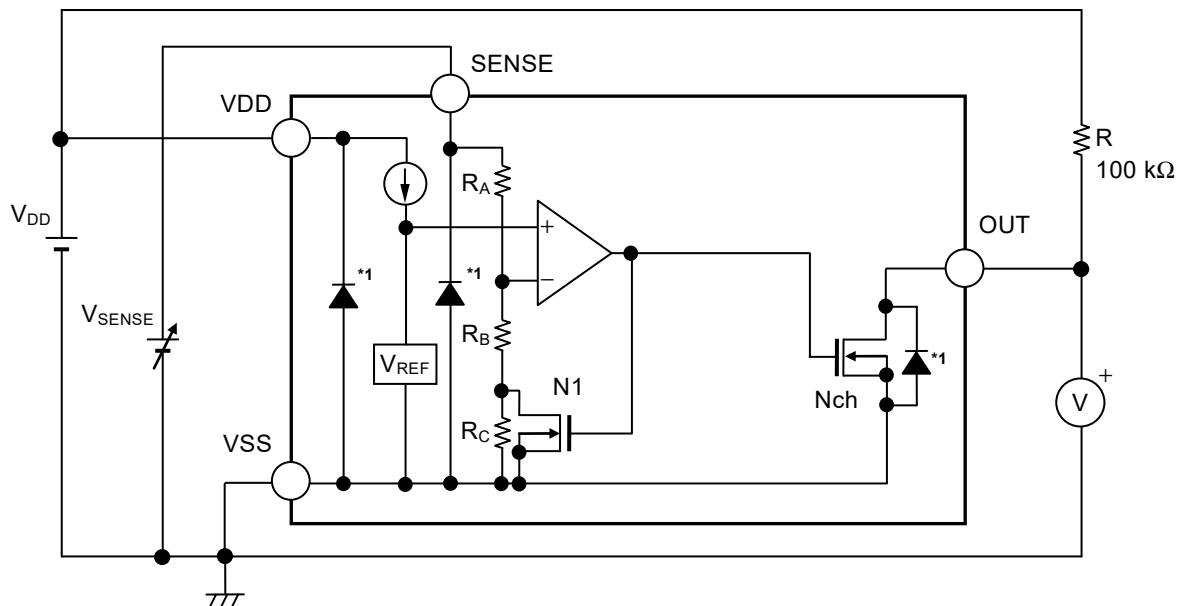 SENSE
VDD
R
100 kΩ
RA
*1
*1
+
−
OUT
VDD
VSENSE
RB
VREF
N1
*1
Nch
+
V
RC
VSS